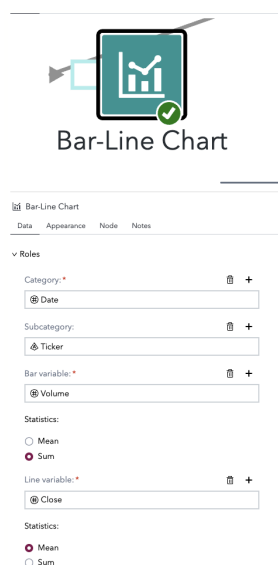 Bar-Line Chart
Bar-Line Chart
Data Appearance Node Notes
Roles
Category: *
Date
Subcategory:
Ticker
Bar variable: *
Volume
Statistics:
Mean
Sum
Line variable: *
Close
Statistics:
Mean
Sum